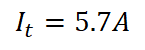 I_t = 5.7A